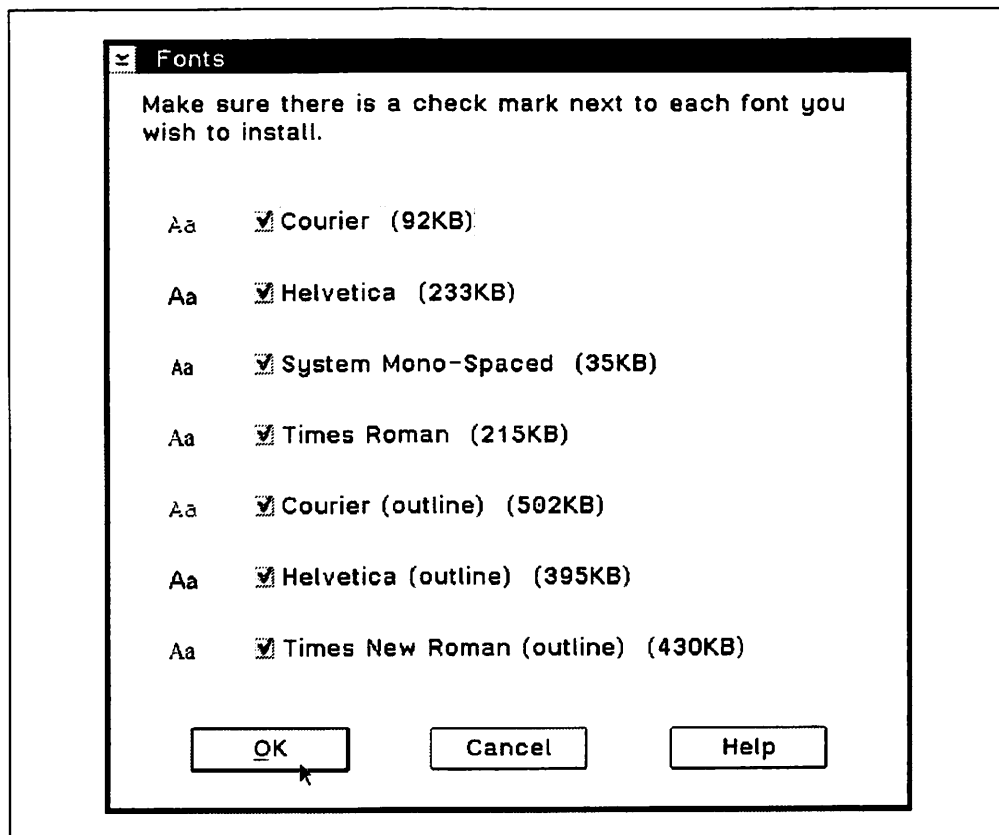 Fonts
Make sure there is a check mark next to each font you
wish to install.
Aa Courier (92KB)
Aa Helvetica (233KB)
Aa System Mono-Spaced (35KB)
Aa Times Roman (215KB)
Aa Courier (outline) (502KB)
Aa Helvetica (outline) (395KB)
Aa Times New Roman (outline) (430KB)
OK Cancel Help